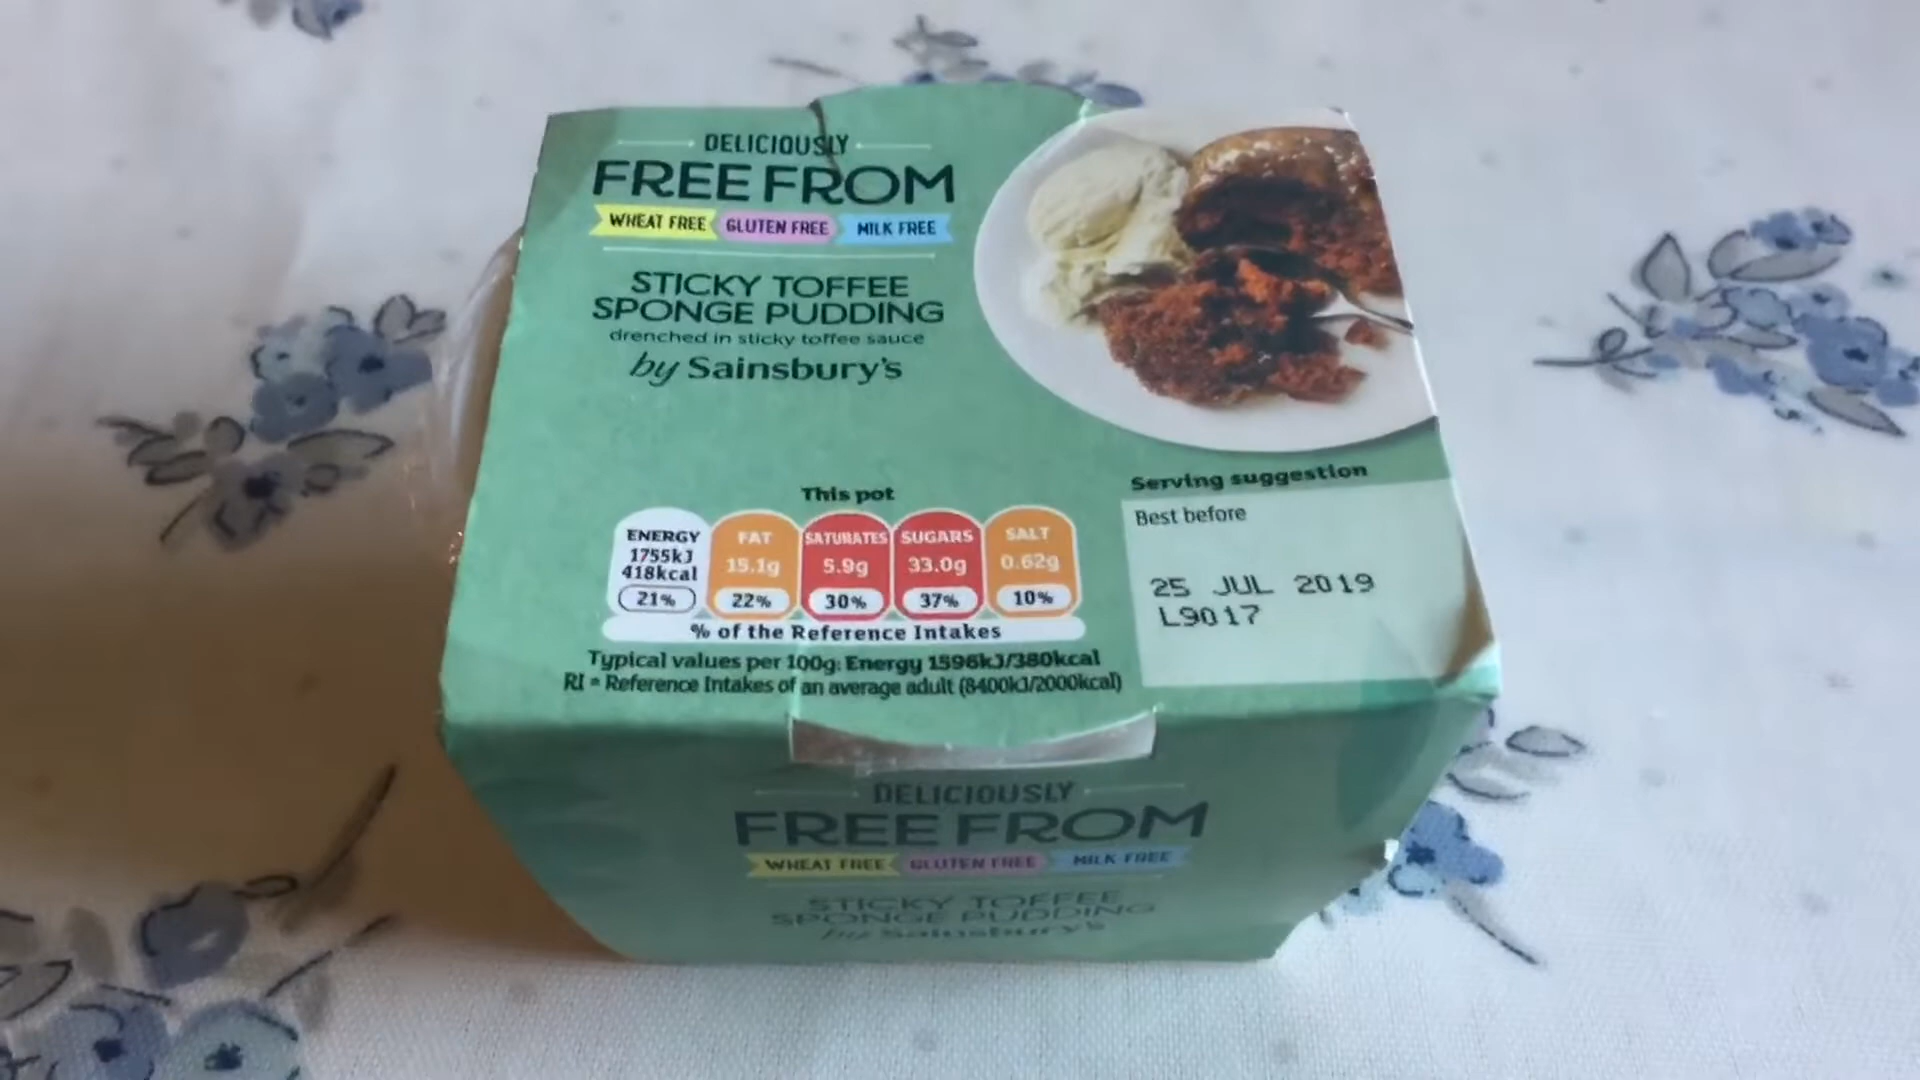 DELICIOUSLY
FREE FROM
WHEAT FREE GLUTEN FREE MILK FREE
STICKY TOFFEE
SPONGE PUDDING
drenched in sticky toffee sauce
by Sainsbury's
Serving suggestion
Best before
25 JUL 2019
L9017
This pot
ENERGY FAT SATURATES SUGARS SALT
1755kJ
418kcal 15.1g 5.9g 33.0g 0.62g
21% 22% 30% 37% 10%
% of the Reference Intakes
Typical values per 100g: Energy 1596kJ/380kcal
RI = Reference Intakes of an average adult (8400kJ/2000kcal)
DELICIOUSLY
FREE FROM
WHEAT FREE GLUTEN FREE MILK FREE
STICKY TOFFEE
SPONGE PUDDING
by Sainsbury's